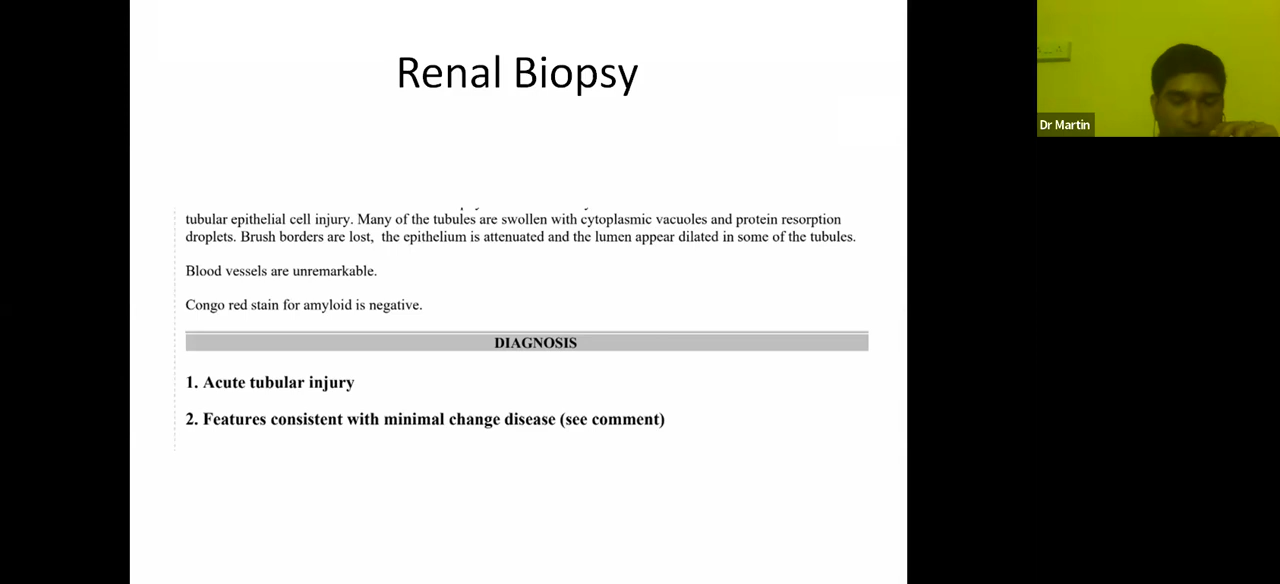 Renal Biopsy
tubular epithelial cell injury. Many of the tubules are swollen with cytoplasmic vacuoles and protein resorption
droplets. Brush borders are lost, the epithelium is attenuated and the lumen appear dilated in some of the tubules.
Blood vessels are unremarkable.
Congo red stain for amyloid is negative.
DIAGNOSIS
1. Acute tubular injury
2. Features consistent with minimal change disease (see comment)
Dr Martin